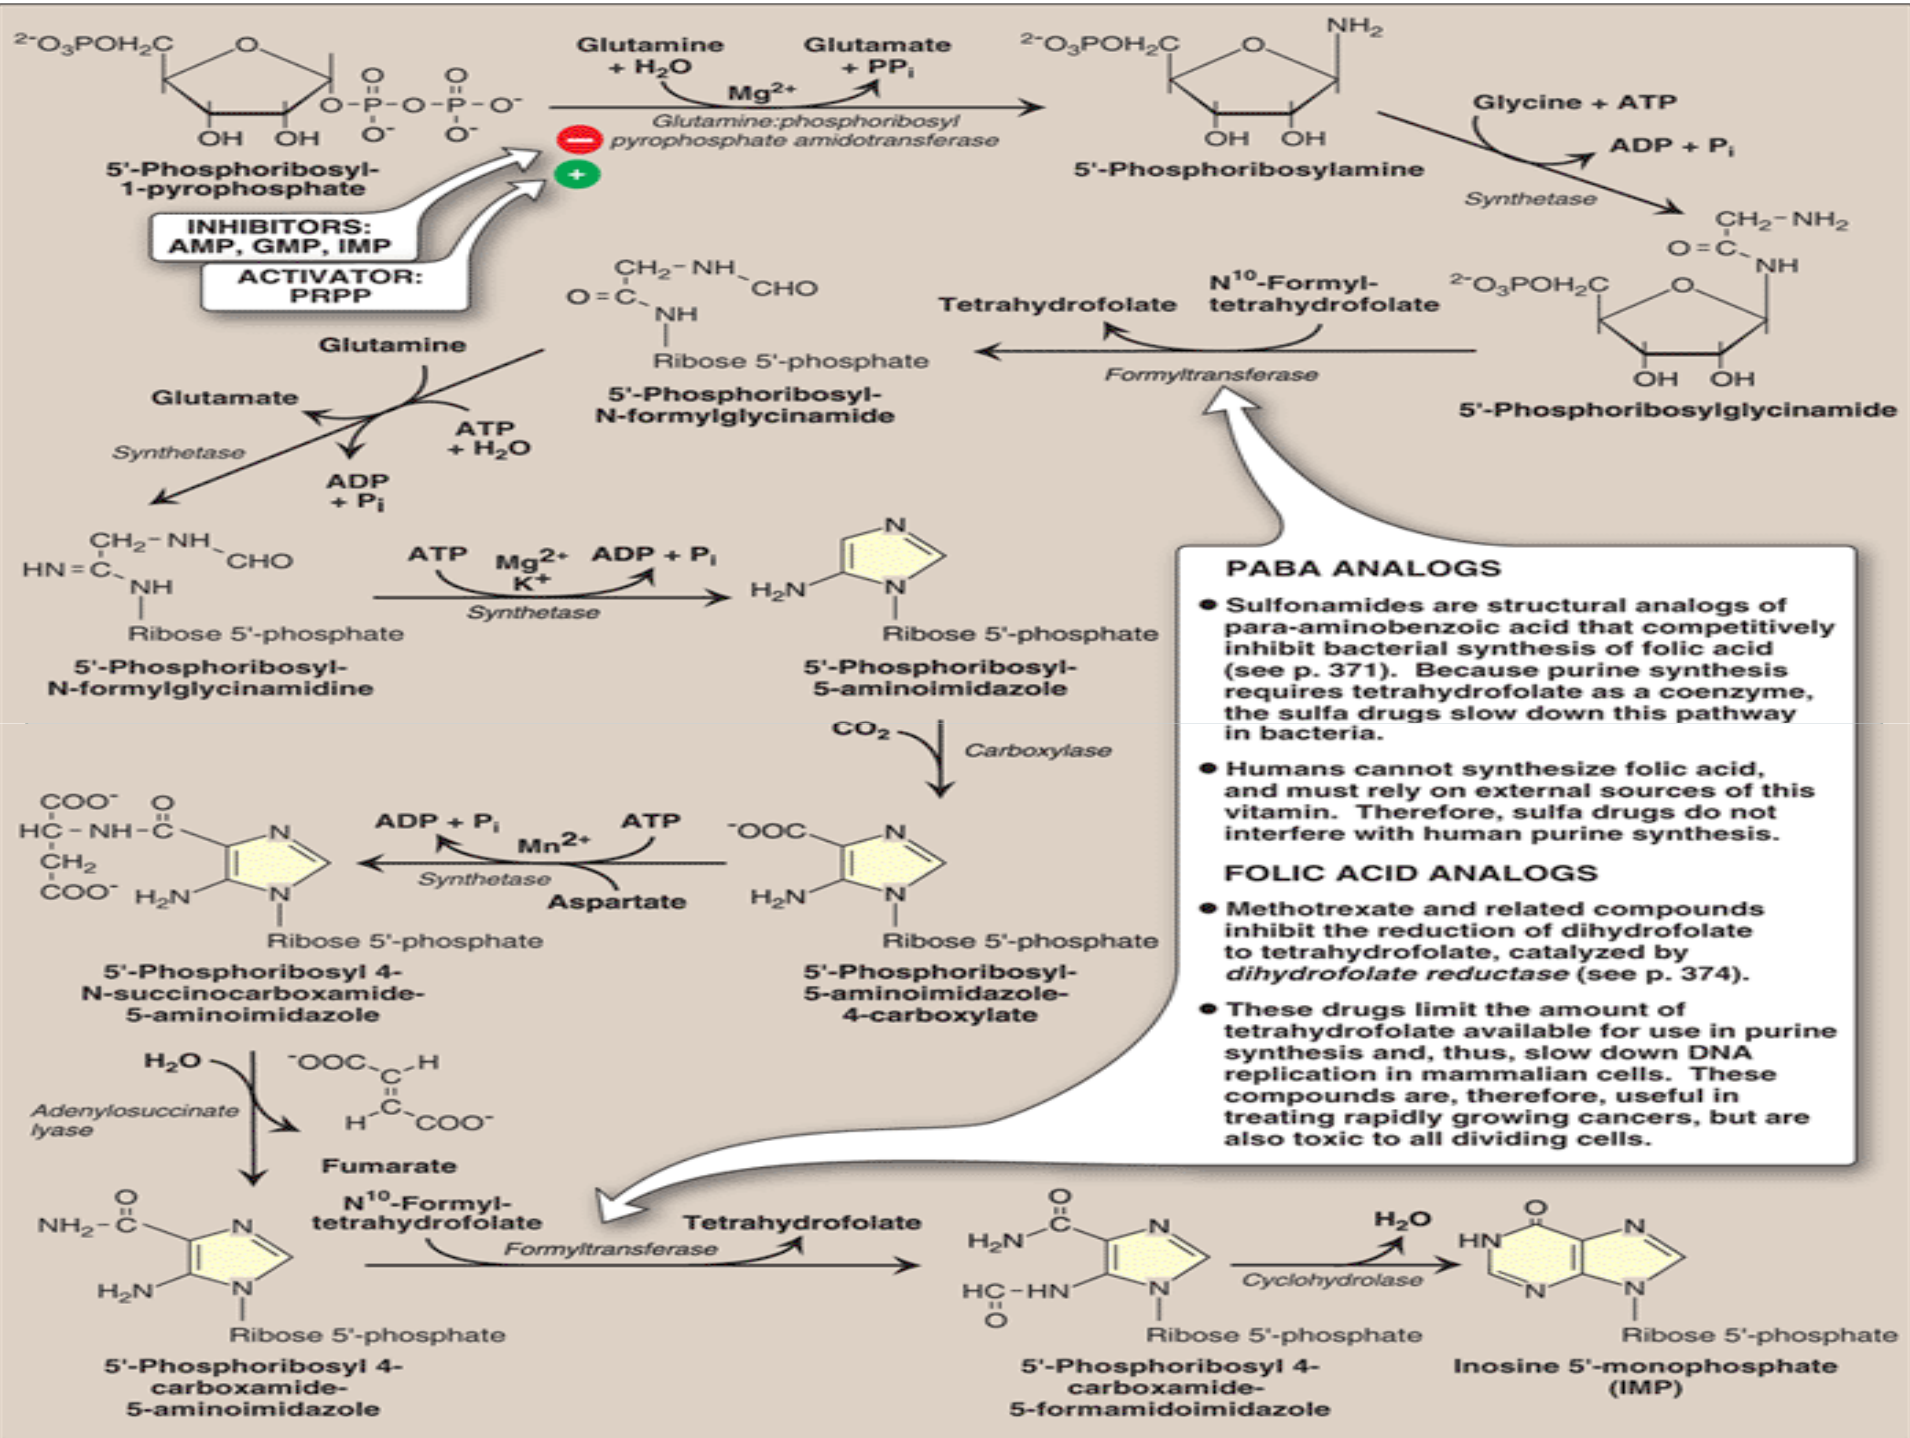 2-O3POH2C
O
O
O
O-P-O-P-O-
O-
O-
OH
OH
5'-Phosphoribosyl-
1-pyrophosphate
Glutamine
+ H2O
Glutamate
+ PPi
Mg2+
Glutamine:phosphoribosyl
pyrophosphate amidotransferase
−
+
INHIBITORS:
AMP, GMP, IMP
ACTIVATOR:
PRPP
2-O3POH2C
O
NH2
OH
OH
5'-Phosphoribosylamine
Glycine + ATP
ADP + Pi
Synthetase
CH2-NH2
O=C
NH
2-O3POH2C
O
OH
OH
5'-Phosphoribosylglycinamide
N10-Formyl-
tetrahydrofolate
Tetrahydrofolate
Formyltransferase
CH2-NH
CHO
O=C
NH
Ribose 5'-phosphate
5'-Phosphoribosyl-
N-formylglycinamide
Glutamine
Glutamate
ATP
+ H2O
Synthetase
ADP
+ Pi
CH2-NH
CHO
HN=C
NH
Ribose 5'-phosphate
5'-Phosphoribosyl-
N-formylglycinamidine
ATP
Mg2+
K+
ADP + Pi
Synthetase
N
H2N
N
Ribose 5'-phosphate
5'-Phosphoribosyl-
5-aminoimidazole
CO2
Carboxylase
-OOC
N
H2N
N
Ribose 5'-phosphate
5'-Phosphoribosyl-
5-aminoimidazole-
4-carboxylate
ATP
Mn2+
ADP + Pi
Synthetase
Aspartate
COO-
O
HC-NH-C
CH2
COO-
N
H2N
N
Ribose 5'-phosphate
5'-Phosphoribosyl 4-
N-succinocarboxamide-
5-aminoimidazole
H2O
Adenylosuccinate
lyase
-OOC
C
H
H
C
COO-
Fumarate
O
NH2-C
N
H2N
N
Ribose 5'-phosphate
5'-Phosphoribosyl 4-
carboxamide-
5-aminoimidazole
N10-Formyl-
tetrahydrofolate
Tetrahydrofolate
Formyltransferase
O
C
H2N
N
HC-HN
O
N
Ribose 5'-phosphate
5'-Phosphoribosyl 4-
carboxamide-
5-formamidoimidazole
H2O
Cyclohydrolase
O
HN
N
N
N
Ribose 5'-phosphate
Inosine 5'-monophosphate
(IMP)
PABA ANALOGS
● Sulfonamides are structural analogs of
para-aminobenzoic acid that competitively
inhibit bacterial synthesis of folic acid
(see p. 371). Because purine synthesis
requires tetrahydrofolate as a coenzyme,
the sulfa drugs slow down this pathway
in bacteria.
● Humans cannot synthesize folic acid,
and must rely on external sources of this
vitamin. Therefore, sulfa drugs do not
interfere with human purine synthesis.
FOLIC ACID ANALOGS
● Methotrexate and related compounds
inhibit the reduction of dihydrofolate
to tetrahydrofolate, catalyzed by
dihydrofolate reductase (see p. 374).
● These drugs limit the amount of
tetrahydrofolate available for use in purine
synthesis and, thus, slow down DNA
replication in mammalian cells. These
compounds are, therefore, useful in
treating rapidly growing cancers, but are
also toxic to all dividing cells.